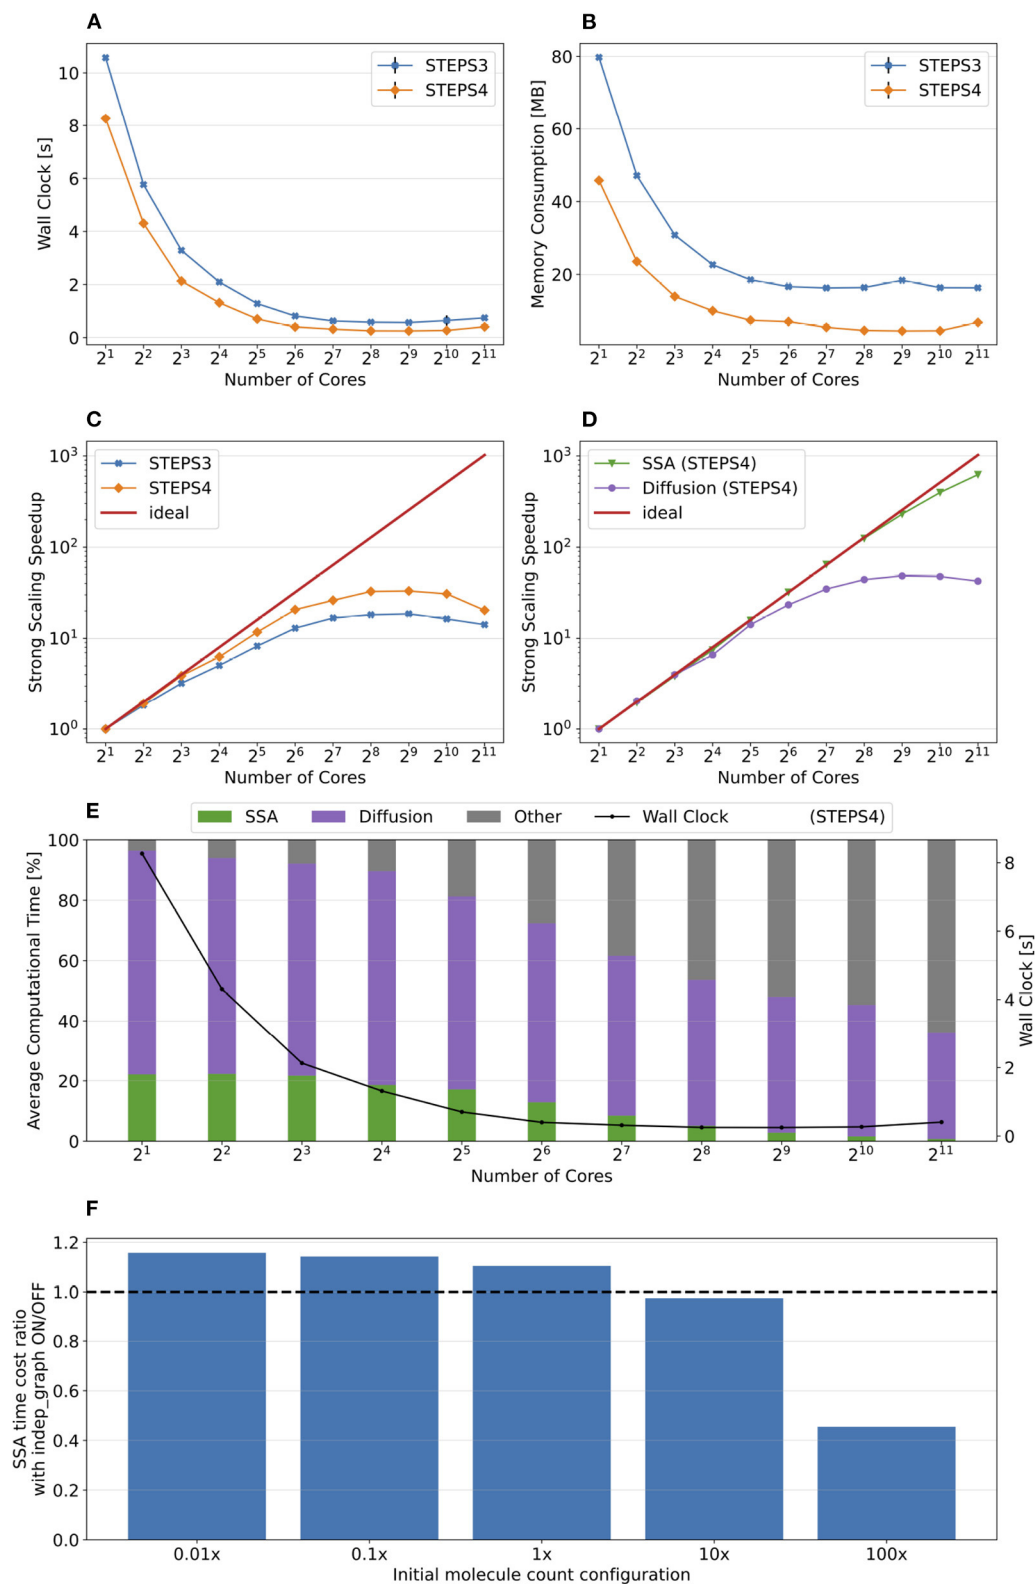 A
B
STEPS3
STEPS4
Wall Clock [s]
10
8
6
4
2
0
2¹ 2² 2³ 2⁴ 2⁵ 2⁶ 2⁷ 2⁸ 2⁹ 2¹⁰ 2¹¹
Number of Cores
STEPS3
STEPS4
Memory Consumption [MB]
80
60
40
20
2¹ 2² 2³ 2⁴ 2⁵ 2⁶ 2⁷ 2⁸ 2⁹ 2¹⁰ 2¹¹
Number of Cores
C
D
STEPS3
STEPS4
ideal
Strong Scaling Speedup
10³
10²
10¹
10⁰
2¹ 2² 2³ 2⁴ 2⁵ 2⁶ 2⁷ 2⁸ 2⁹ 2¹⁰ 2¹¹
Number of Cores
SSA (STEPS4)
Diffusion (STEPS4)
ideal
Strong Scaling Speedup
10³
10²
10¹
10⁰
2¹ 2² 2³ 2⁴ 2⁵ 2⁶ 2⁷ 2⁸ 2⁹ 2¹⁰ 2¹¹
Number of Cores
E
SSA Diffusion Other Wall Clock (STEPS4)
Average Computational Time [%]
100
80
60
40
20
0
Wall Clock [s]
8
6
4
2
0
2¹ 2² 2³ 2⁴ 2⁵ 2⁶ 2⁷ 2⁸ 2⁹ 2¹⁰ 2¹¹
Number of Cores
F
SSA time cost ratio
with indep_graph ON/OFF
1.2
1.0
0.8
0.6
0.4
0.2
0.0
0.01x 0.1x 1x 10x 100x
Initial molecule count configuration